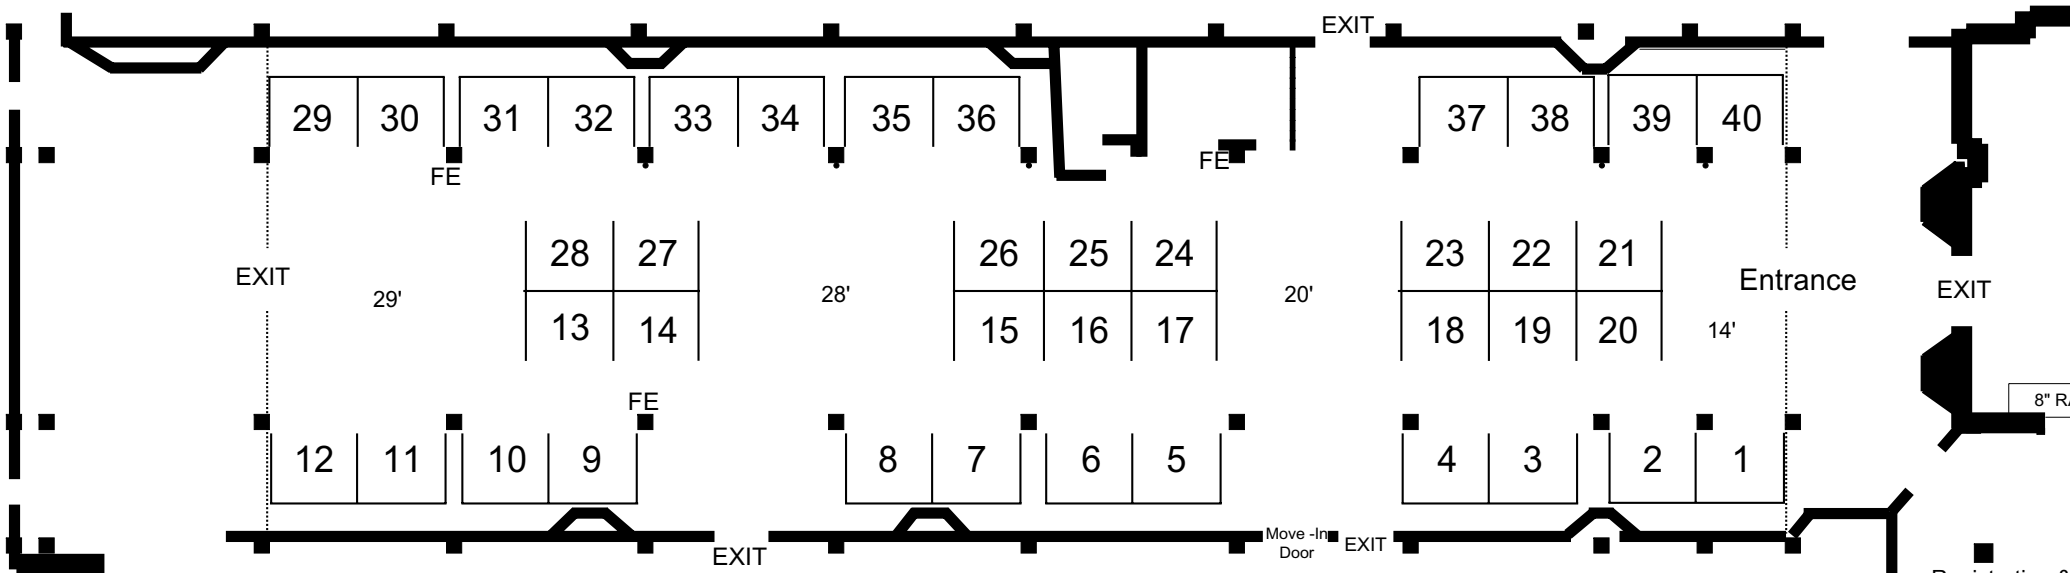 EXIT
29 30 31 32 33 34 35 36 37 38 39 40
FE FE
28 27 26 25 24 23 22 21
EXIT Entrance EXIT
29' 28' 20'
13 14 15 16 17 18 19 20 14'
FE
8" RA
12 11 10 9 8 7 6 5 4 3 2 1
Move -In EXIT
Door
EXIT